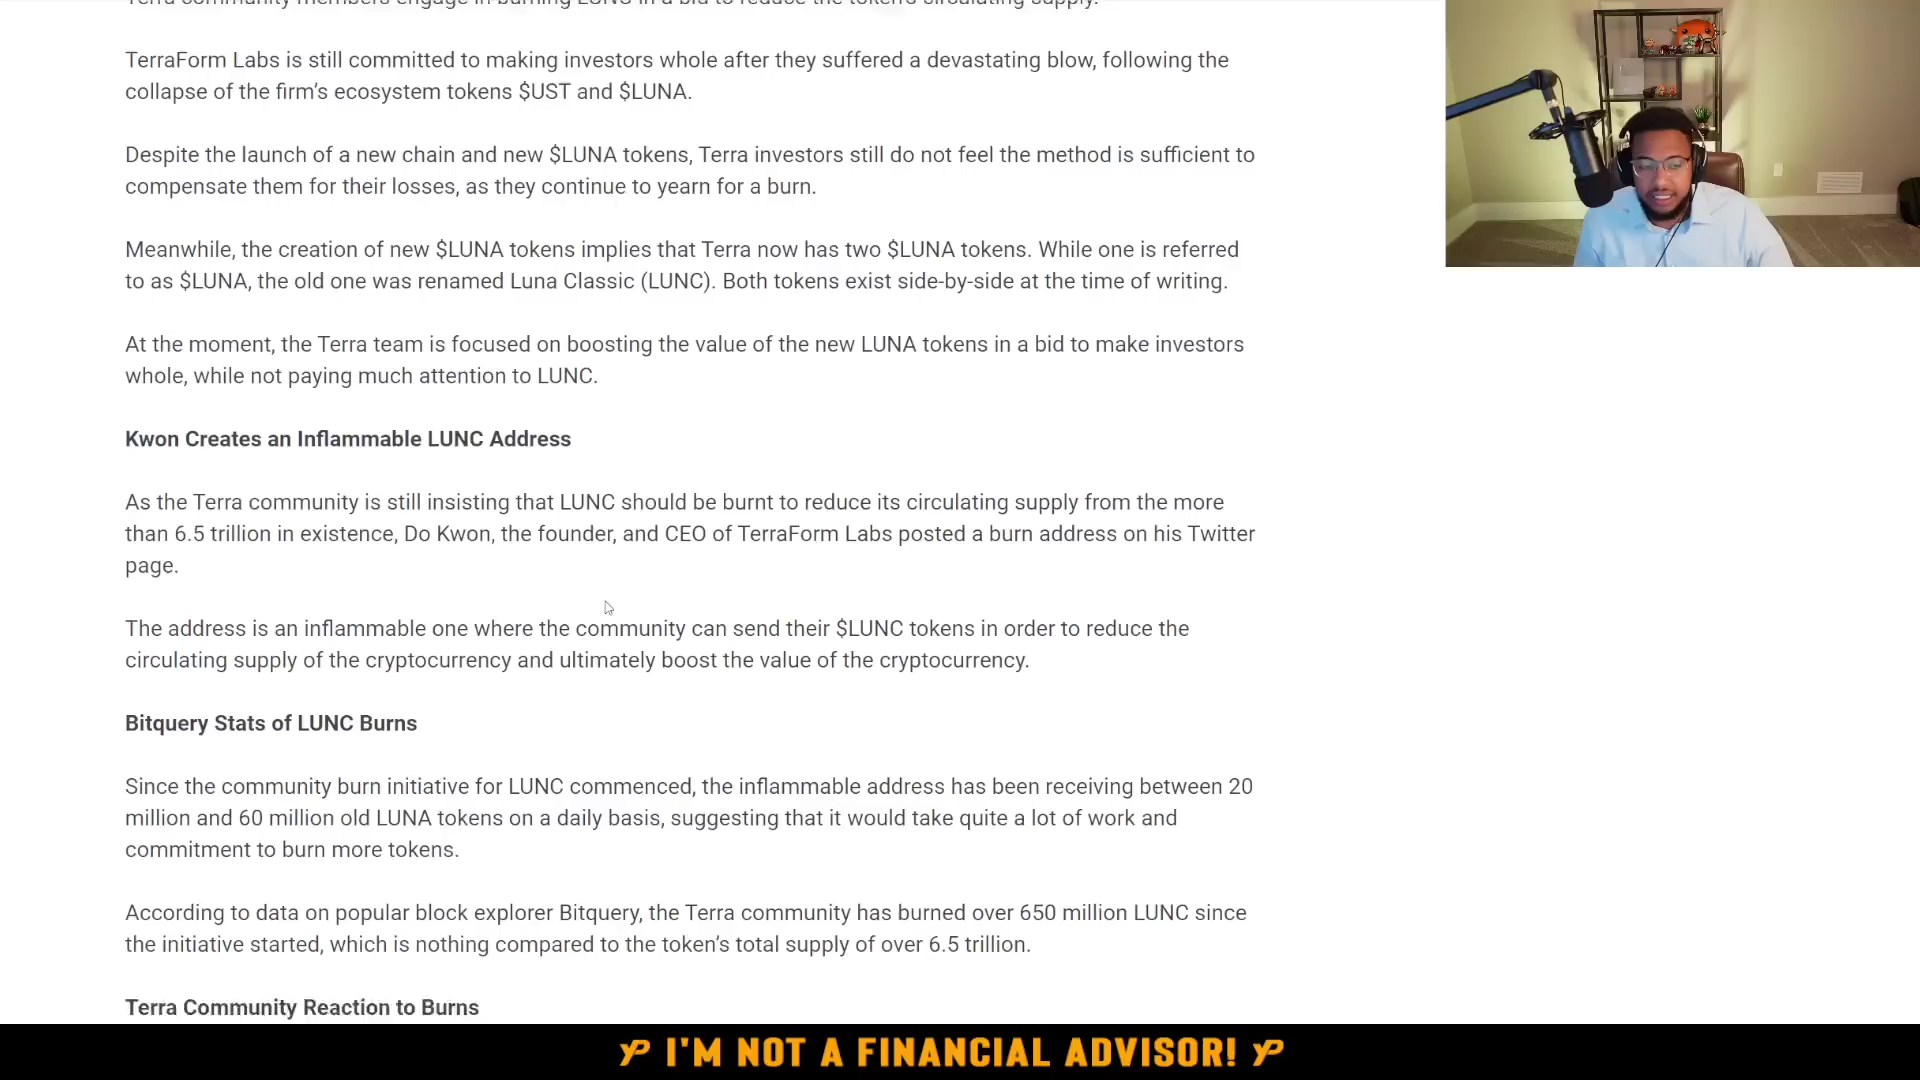 Terra community members engage in burning LUNC in a bid to reduce the token's circulating supply.
TerraForm Labs is still committed to making investors whole after they suffered a devastating blow, following the
collapse of the firm's ecosystem tokens $UST and $LUNA.
Despite the launch of a new chain and new $LUNA tokens, Terra investors still do not feel the method is sufficient to
compensate them for their losses, as they continue to yearn for a burn.
Meanwhile, the creation of new $LUNA tokens implies that Terra now has two $LUNA tokens. While one is referred
to as $LUNA, the old one was renamed Luna Classic (LUNC). Both tokens exist side-by-side at the time of writing.
At the moment, the Terra team is focused on boosting the value of the new LUNA tokens in a bid to make investors
whole, while not paying much attention to LUNC.
Kwon Creates an Inflammable LUNC Address
As the Terra community is still insisting that LUNC should be burnt to reduce its circulating supply from the more
than 6.5 trillion in existence, Do Kwon, the founder, and CEO of TerraForm Labs posted a burn address on his Twitter
page.
The address is an inflammable one where the community can send their $LUNC tokens in order to reduce the
circulating supply of the cryptocurrency and ultimately boost the value of the cryptocurrency.
Bitquery Stats of LUNC Burns
Since the community burn initiative for LUNC commenced, the inflammable address has been receiving between 20
million and 60 million old LUNA tokens on a daily basis, suggesting that it would take quite a lot of work and
commitment to burn more tokens.
According to data on popular block explorer Bitquery, the Terra community has burned over 650 million LUNC since
the initiative started, which is nothing compared to the token's total supply of over 6.5 trillion.
Terra Community Reaction to Burns
I'M NOT A FINANCIAL ADVISOR!